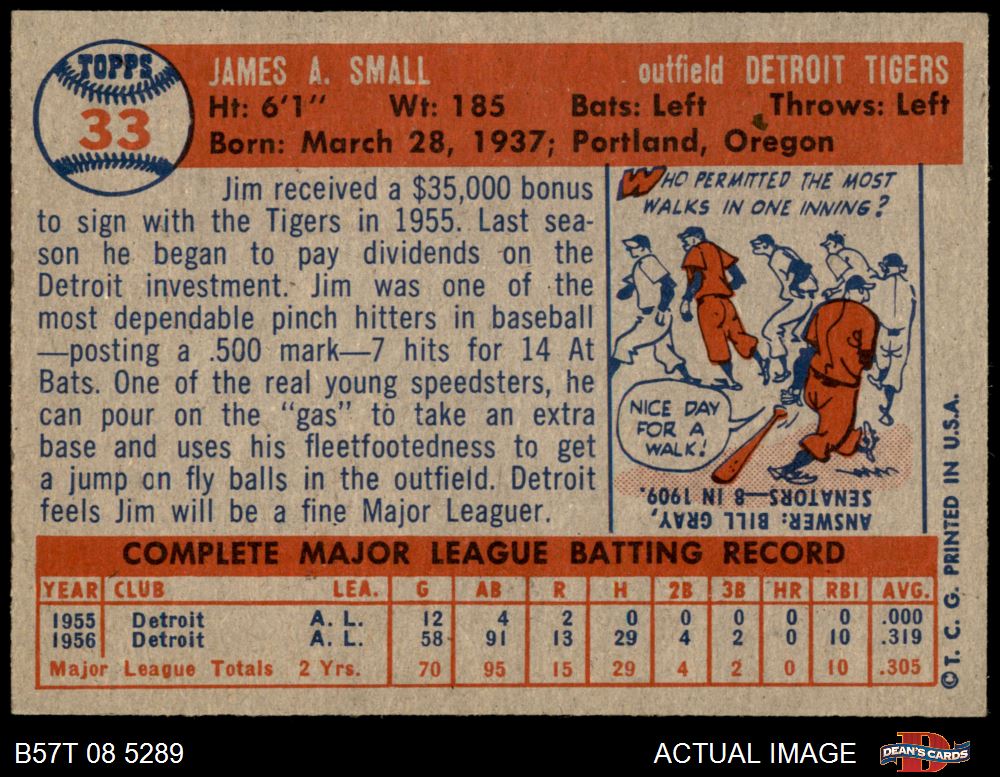 TOPPS
33
JAMES A. SMALL outfield DETROIT TIGERS
Ht: 6'1" Wt: 185 Bats: Left Throws: Left
Born: March 28, 1937; Portland, Oregon
Jim received a $35,000 bonus
to sign with the Tigers in 1955. Last sea-
son he began to pay dividends on the
Detroit investment. Jim was one of the
most dependable pinch hitters in baseball
—posting a .500 mark—7 hits for 14 At
Bats. One of the real young speedsters, he
can pour on the "gas" to take an extra
base and uses his fleetfootedness to get
a jump on fly balls in the outfield. Detroit
feels Jim will be a fine Major Leaguer.
WHO PERMITTED THE MOST
WALKS IN ONE INNING?
NICE DAY
FOR A
WALK!
ANSWER: BILL GRAY,
SENATORS—8 IN 1909.
COMPLETE MAJOR LEAGUE BATTING RECORD
YEAR CLUB LEA. G AB R H 2B 3B HR RBI AVG.
1955 Detroit A. L. 12 4 2 0 0 0 0 0 .000
1956 Detroit A. L. 58 91 13 29 4 2 0 10 .319
Major League Totals 2 Yrs. 70 95 15 29 4 2 0 10 .305
©T. C. G. PRINTED IN U.S.A.
B57T 08 5289 ACTUAL IMAGE
D
DEAN'S CARDS